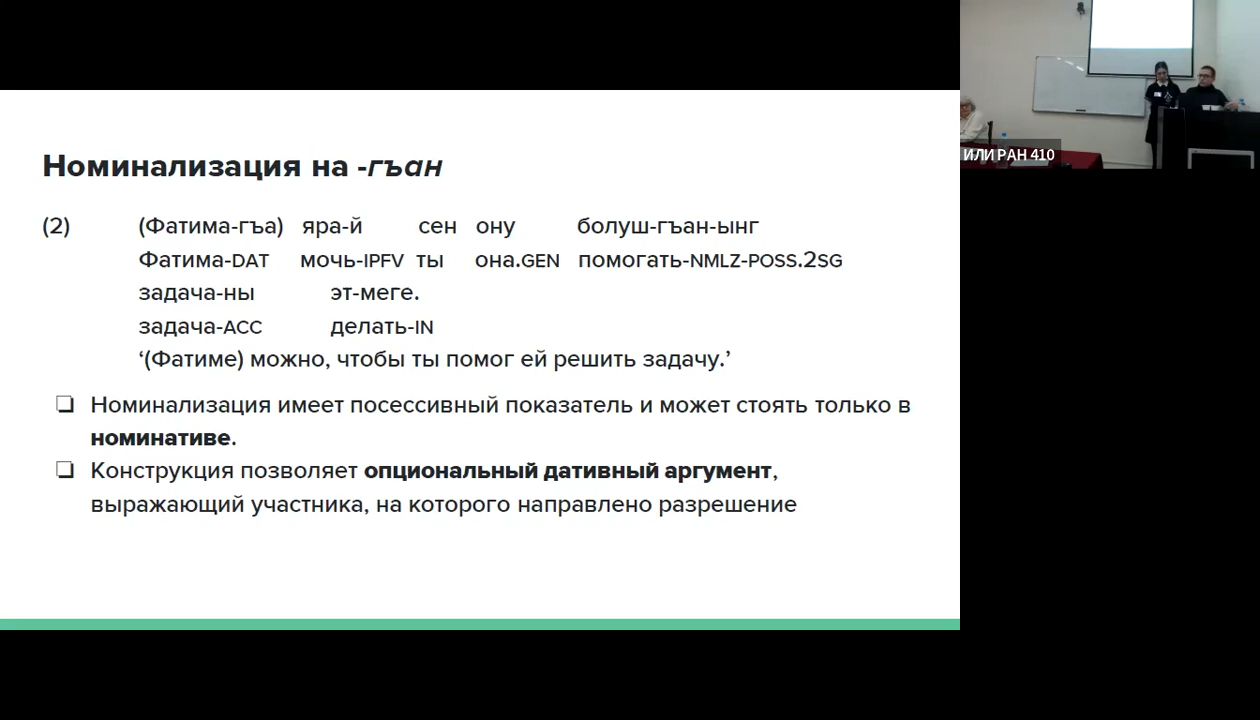 Номинализация на -гъан
(2) (Фатима-гъа) яра-й сен ону болуш-гъан-ынг
Фатима-DAT мочь-IPFV ты она.GEN помогать-NMLZ-POSS.2SG
задача-ны эт-меге.
задача-ACC делать-IN
‘(Фатиме) можно, чтобы ты помог ей решить задачу.’
❏ Номинализация имеет посессивный показатель и может стоять только в
номинативе.
❏ Конструкция позволяет опциональный дативный аргумент,
выражающий участника, на которого направлено разрешение
ИЛИ РАН 410